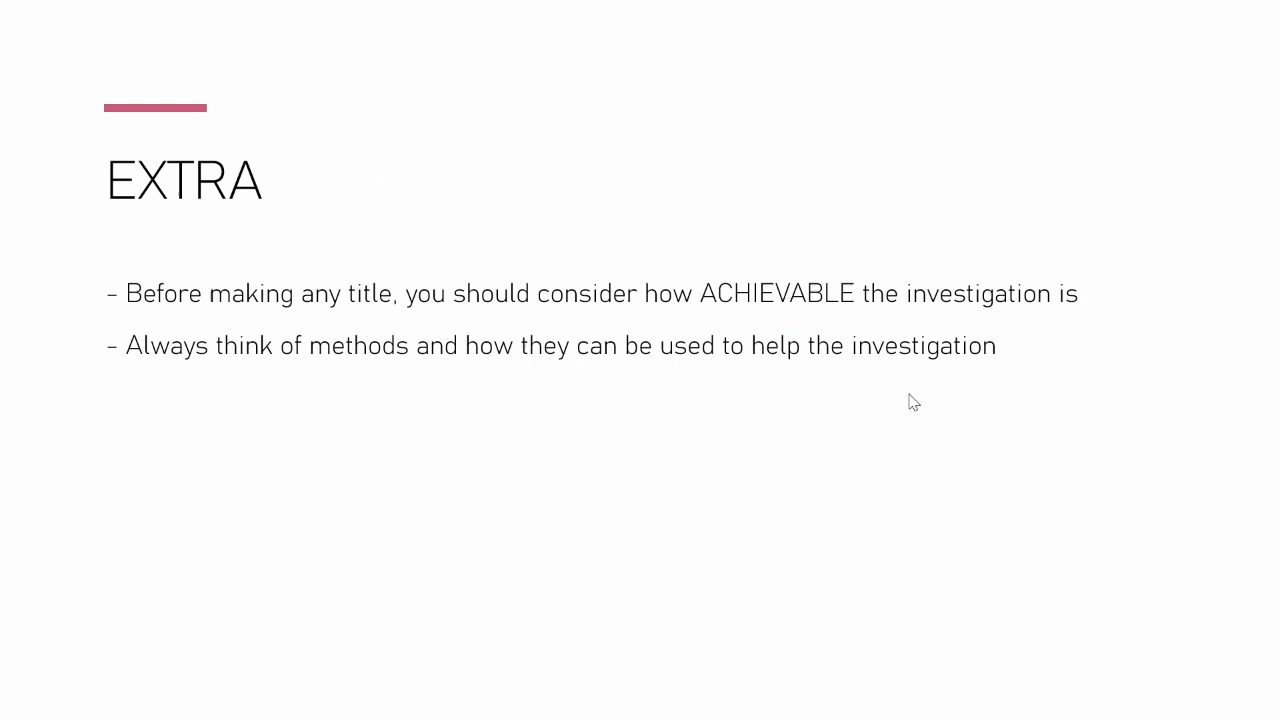 EXTRA
- Before making any title, you should consider how ACHIEVABLE the investigation is
- Always think of methods and how they can be used to help the investigation